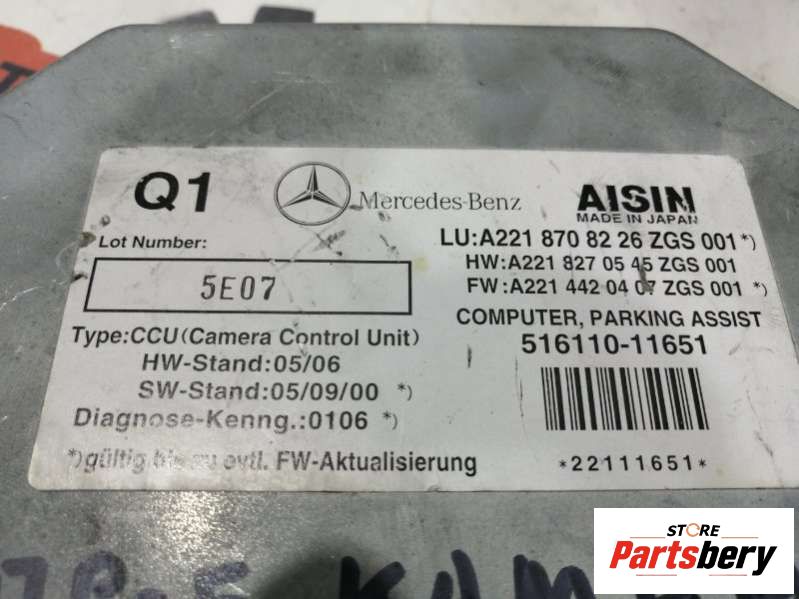 Q1
Mercedes-Benz
AISIN
MADE IN JAPAN
Lot Number:
5E07
LU:A221 870 82 26 ZGS 001*)
HW:A221 827 05 45 ZGS 001
FW:A221 442 04 07 ZGS 001 *)
Type:CCU(Camera Control Unit)
HW-Stand:05/06
SW-Stand:05/09/00 *)
Diagnose-Kenng.:0106 *)
*)gültig bis zu evtl. FW-Aktualisierung
COMPUTER, PARKING ASSIST
516110-11651
*22111651*
STORE
Partsbery